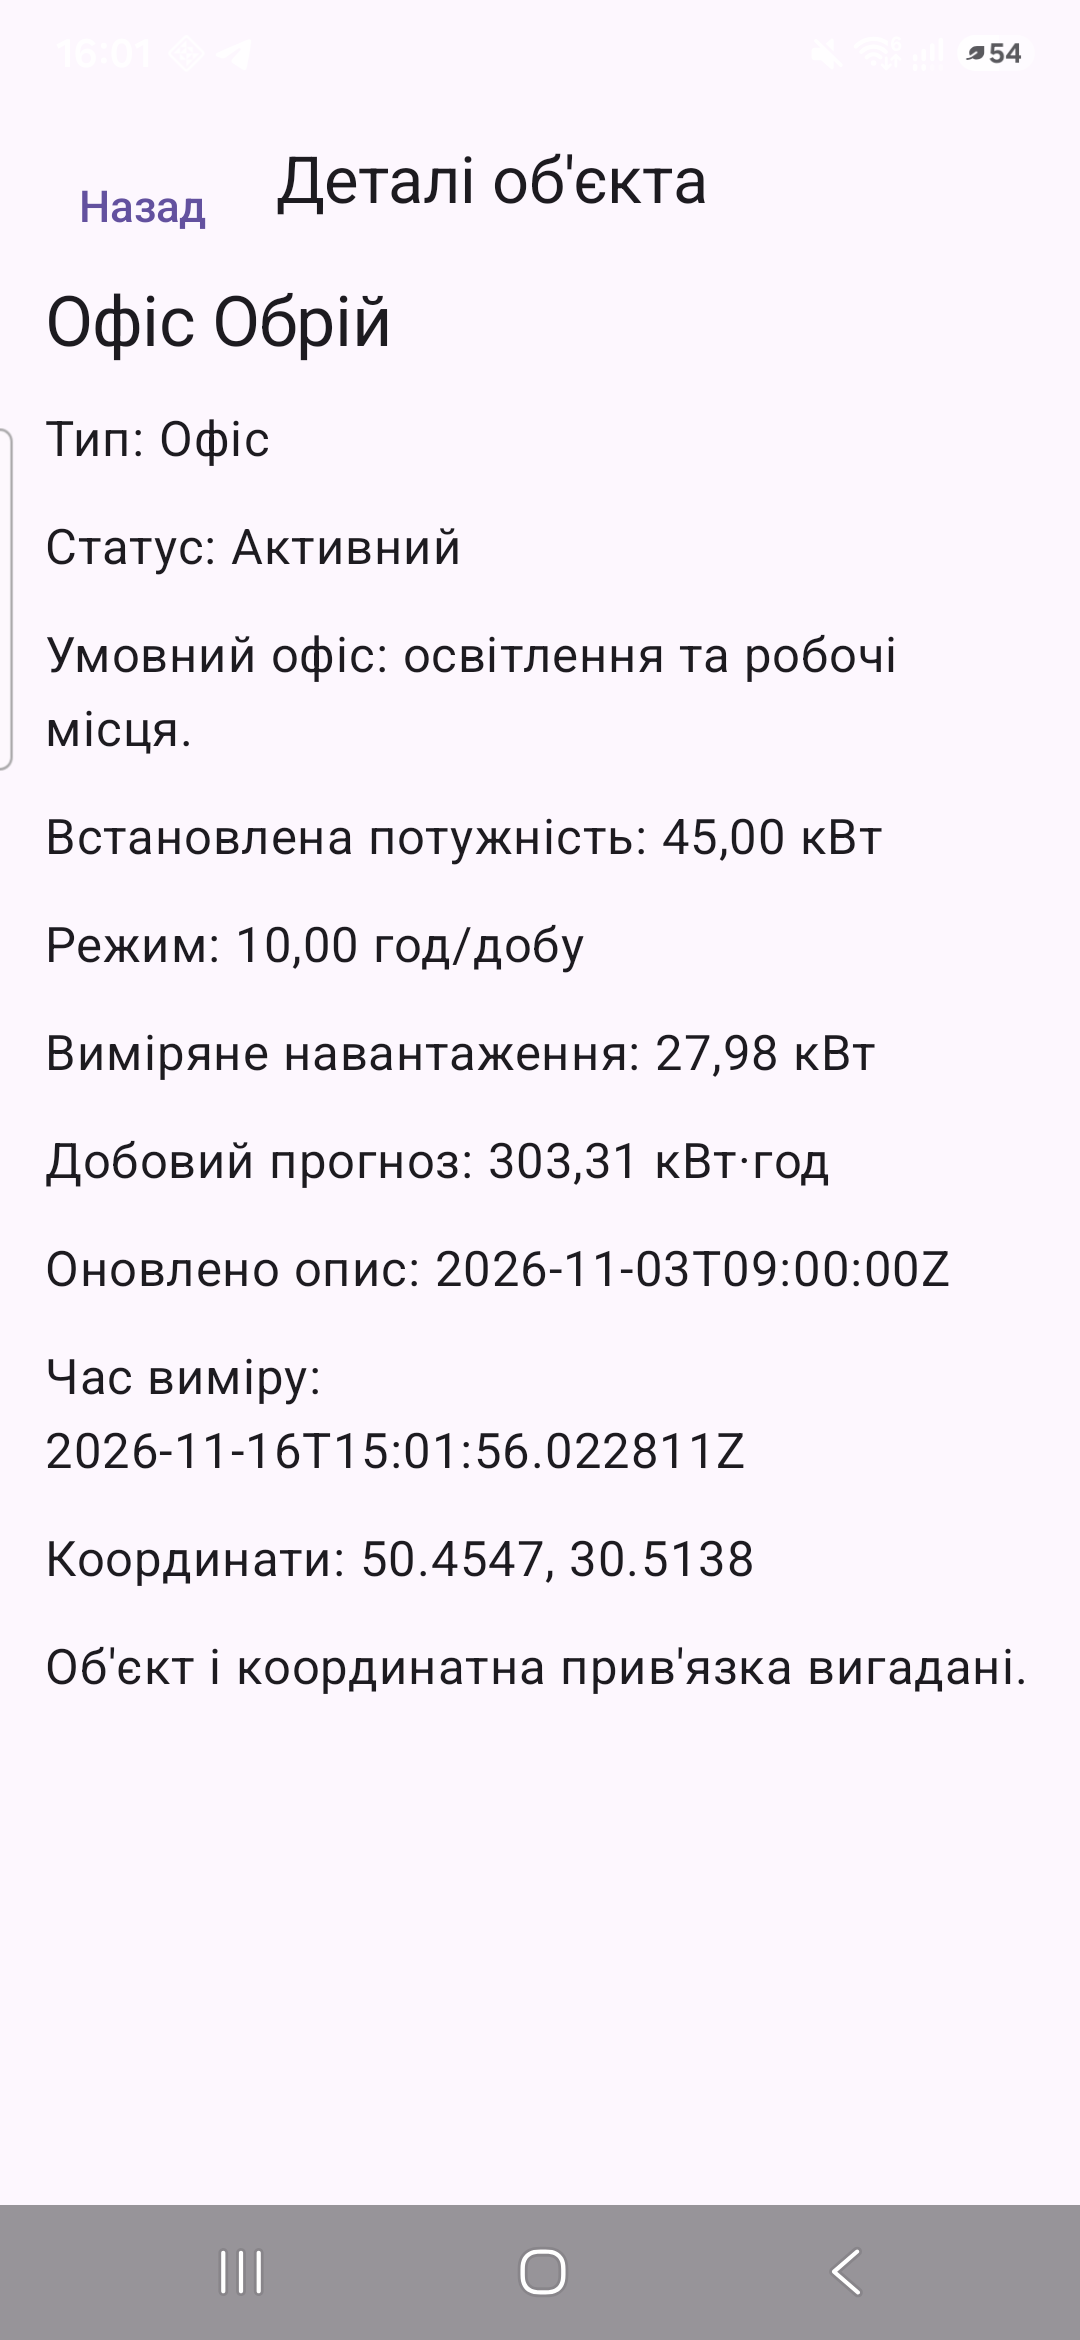 16:01
54
Деталі об'єкта
Назад
Офіс Обрій
Тип: Офіс
Статус: Активний
Умовний офіс: освітлення та робочі
місця.
Встановлена потужність: 45,00 кВт
Режим: 10,00 год/добу
Виміряне навантаження: 27,98 кВт
Добовий прогноз: 303,31 кВт·год
Оновлено опис: 2026-11-03T09:00:00Z
Час виміру:
2026-11-16T15:01:56.022811Z
Координати: 50.4547, 30.5138
Об'єкт і координатна прив'язка вигадані.